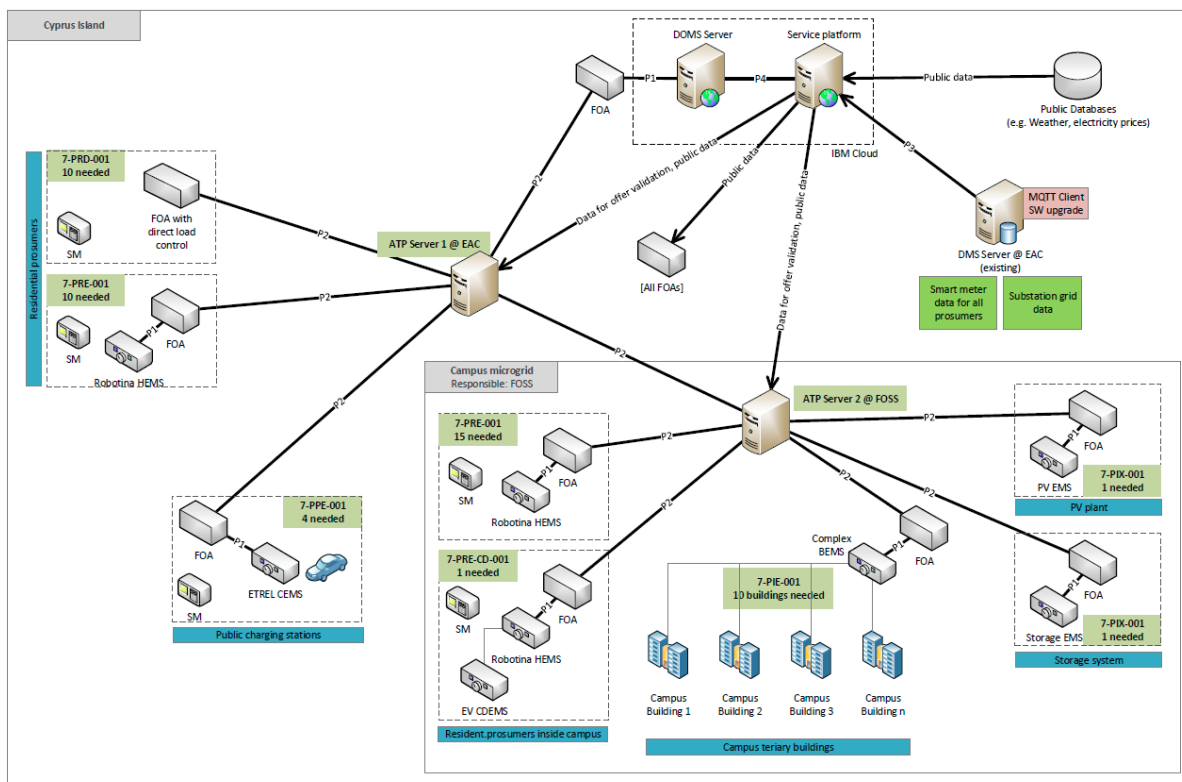 Cyprus Island
DOMS Server
Service platform
P1
P4
FOA
Public data
Public Databases
(e.g. Weather, electricity prices)
IBM Cloud
P3
P2
Data for offer validation, public data
Public data
Data for offer validation, public data
MQTT Client
SW upgrade
DMS Server @ EAC
(existing)
Smart meter
data for all
prosumers
Substation grid
data
[All FOAs]
Residential prosumers
7-PRD-001
10 needed
FOA with
direct load
control
SM
P2
ATP Server 1 @ EAC
7-PRE-001
10 needed
SM
P1
FOA
Robotina HEMS
P2
P2
P2
7-PPE-001
4 needed
FOA
P1
ETREL CEMS
SM
Public charging stations
Campus microgrid
Responsible: FOSS
ATP Server 2 @ FOSS
7-PRE-001
15 needed
SM
P1
FOA
Robotina HEMS
P2
7-PRE-CD-001
1 needed
SM
P1
FOA
Robotina HEMS
EV CDEMS
P2
Resident.prosumers inside campus
P2
Complex
BEMS
P1
FOA
7-PIE-001
10 buildings needed
Campus
Building 1
Campus
Building 2
Campus
Building 3
Campus
Building n
Campus tertiary buildings
P2
FOA
P1
PV EMS
7-PIX-001
1 needed
PV plant
P2
FOA
P1
Storage EMS
7-PIX-001
1 needed
Storage system